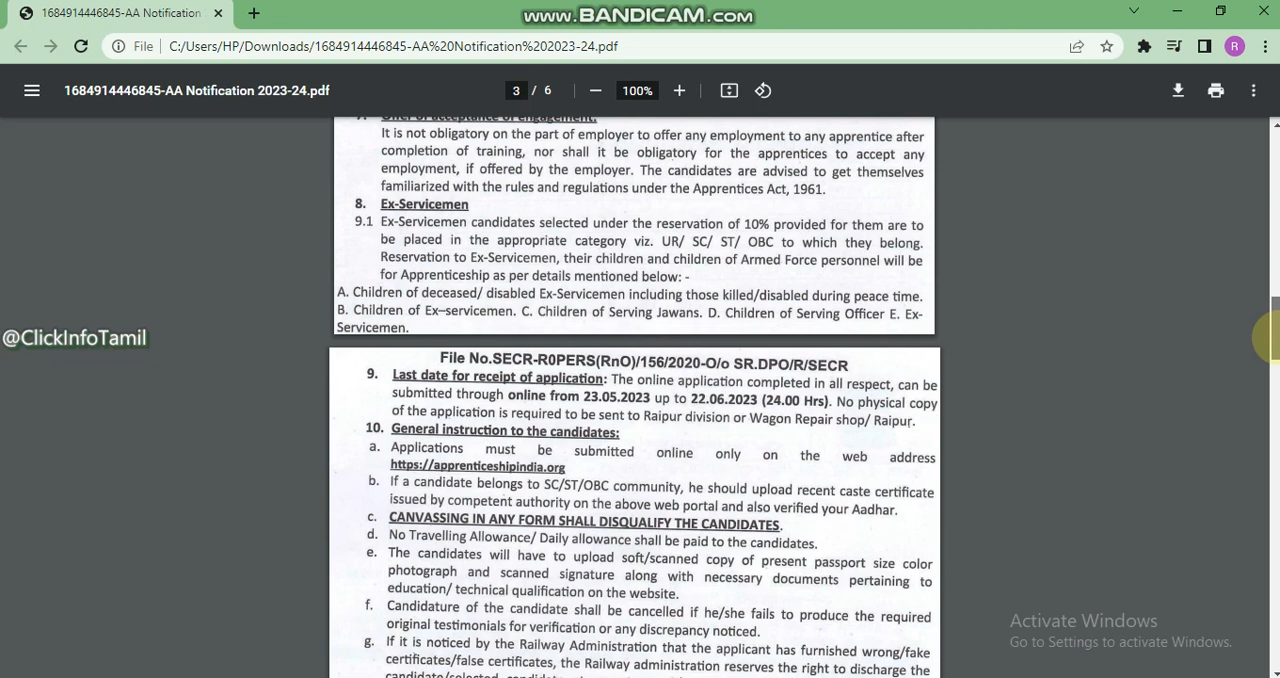 1684914446845-AA Notification
www.BANDICAM.com
File
C:/Users/HP/Downloads/1684914446845-AA%20Notification%202023-24.pdf
R
1684914446845-AA Notification 2023-24.pdf
3 / 6
100%
7. Offer of acceptance of engagement:
It is not obligatory on the part of employer to offer any employment to any apprentice after
completion of training, nor shall it be obligatory for the apprentices to accept any
employment, if offered by the employer. The candidates are advised to get themselves
familiarized with the rules and regulations under the Apprentices Act, 1961.
8. Ex-Servicemen
9.1 Ex-Servicemen candidates selected under the reservation of 10% provided for them are to
be placed in the appropriate category viz. UR/ SC/ ST/ OBC to which they belong.
Reservation to Ex-Servicemen, their children and children of Armed Force personnel will be
for Apprenticeship as per details mentioned below: -
A. Children of deceased/ disabled Ex-Servicemen including those killed/disabled during peace time.
B. Children of Ex–servicemen. C. Children of Serving Jawans. D. Children of Serving Officer E. Ex-
Servicemen.
@ClickInfoTamil
File No.SECR-R0PERS(RnO)/156/2020-O/o SR.DPO/R/SECR
9. Last date for receipt of application: The online application completed in all respect, can be
submitted through online from 23.05.2023 up to 22.06.2023 (24.00 Hrs). No physical copy
of the application is required to be sent to Raipur division or Wagon Repair shop/ Raipur.
10. General instruction to the candidates:
a. Applications must be submitted online only on the web address
https://apprenticeshipindia.org
b. If a candidate belongs to SC/ST/OBC community, he should upload recent caste certificate
issued by competent authority on the above web portal and also verified your Aadhar.
c. CANVASSING IN ANY FORM SHALL DISQUALIFY THE CANDIDATES.
d. No Travelling Allowance/ Daily allowance shall be paid to the candidates.
e. The candidates will have to upload soft/scanned copy of present passport size color
photograph and scanned signature along with necessary documents pertaining to
education/ technical qualification on the website.
f. Candidature of the candidate shall be cancelled if he/she fails to produce the required
original testimonials for verification or any discrepancy noticed.
g. If it is noticed by the Railway Administration that the applicant has furnished wrong/fake
certificates/false certificates, the Railway administration reserves the right to discharge the
Activate Windows
Go to Settings to activate Windows.